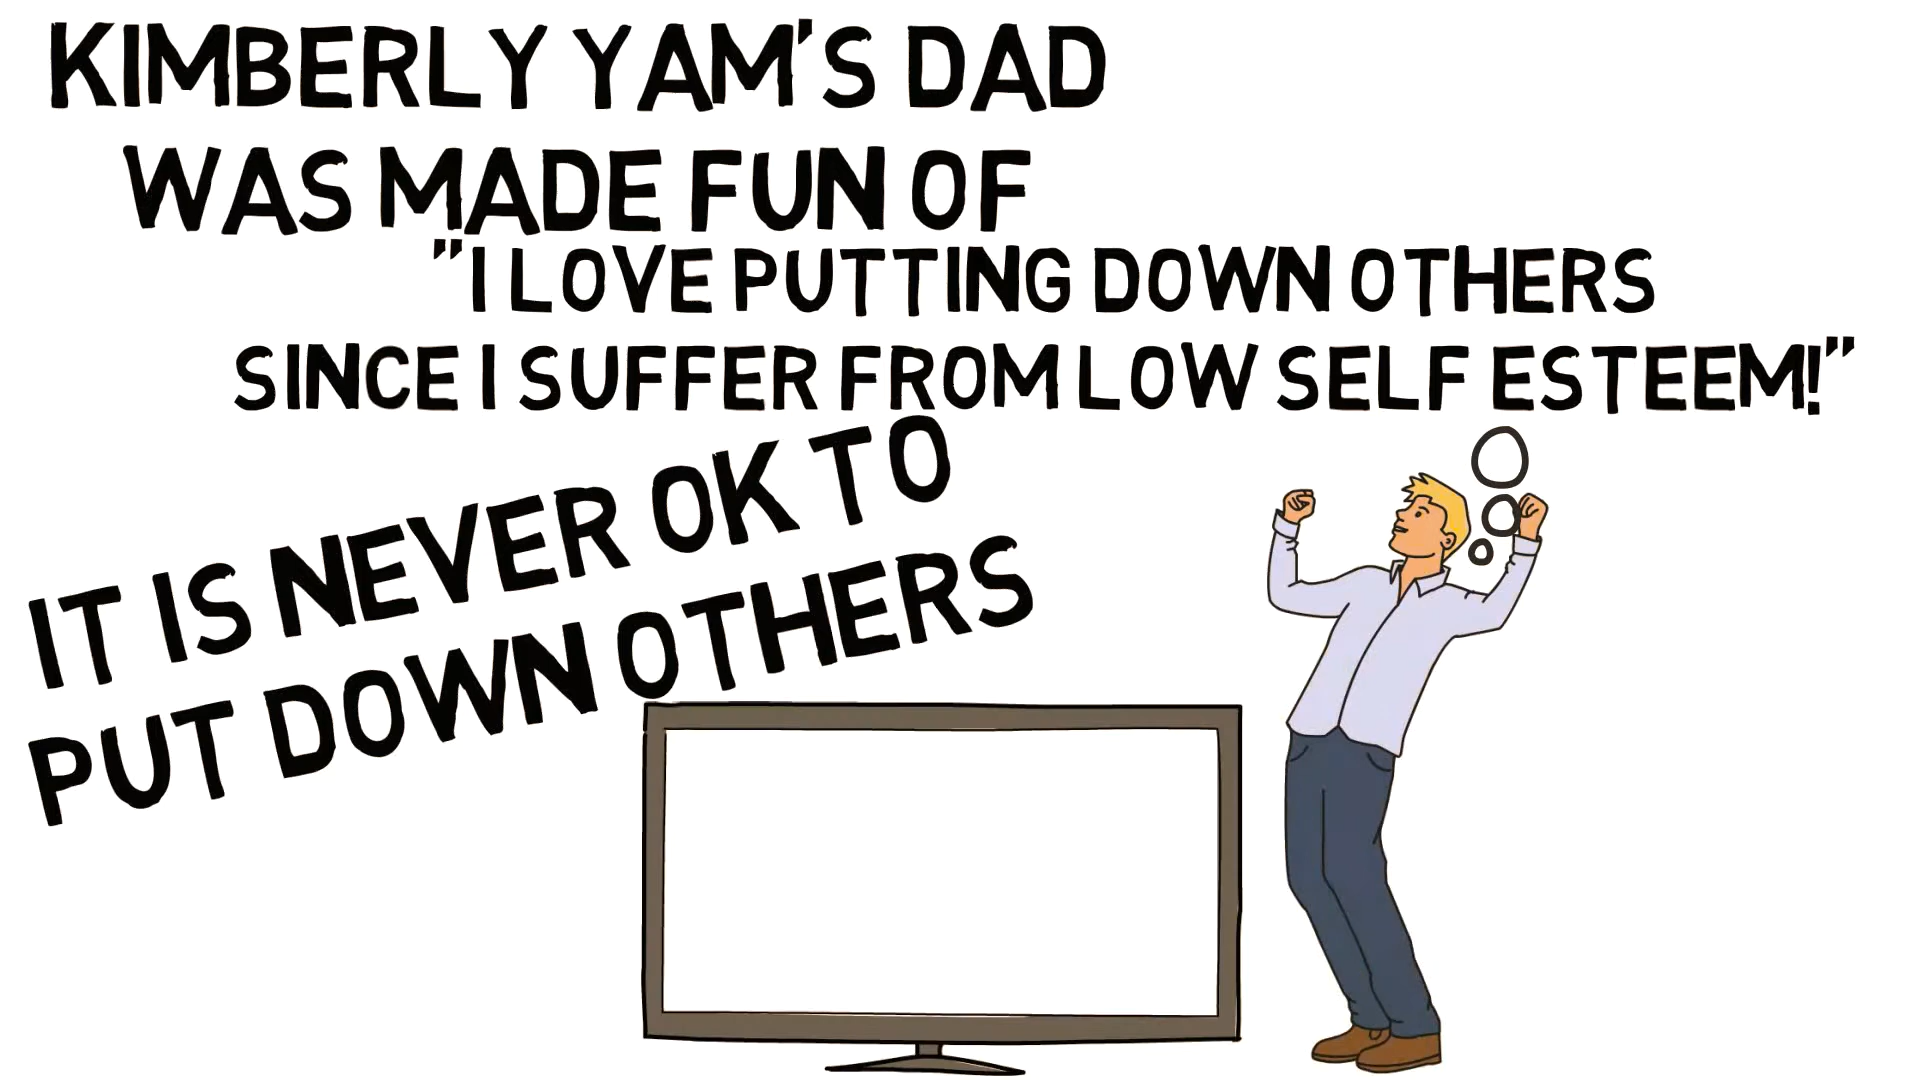 KIMBERLY YAM'S DAD
WAS MADE FUN OF
"I LOVE PUTTING DOWN OTHERS
SINCE I SUFFER FROM LOW SELF ESTEEM!"
IT IS NEVER OK TO
PUT DOWN OTHERS